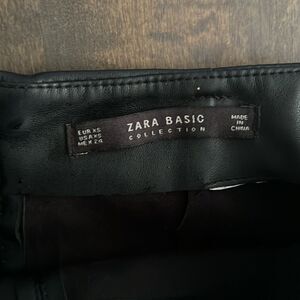 EUR XS
USA XS
MEX 24
ZARA BASIC
COLLECTION
MADE
IN
CHINA